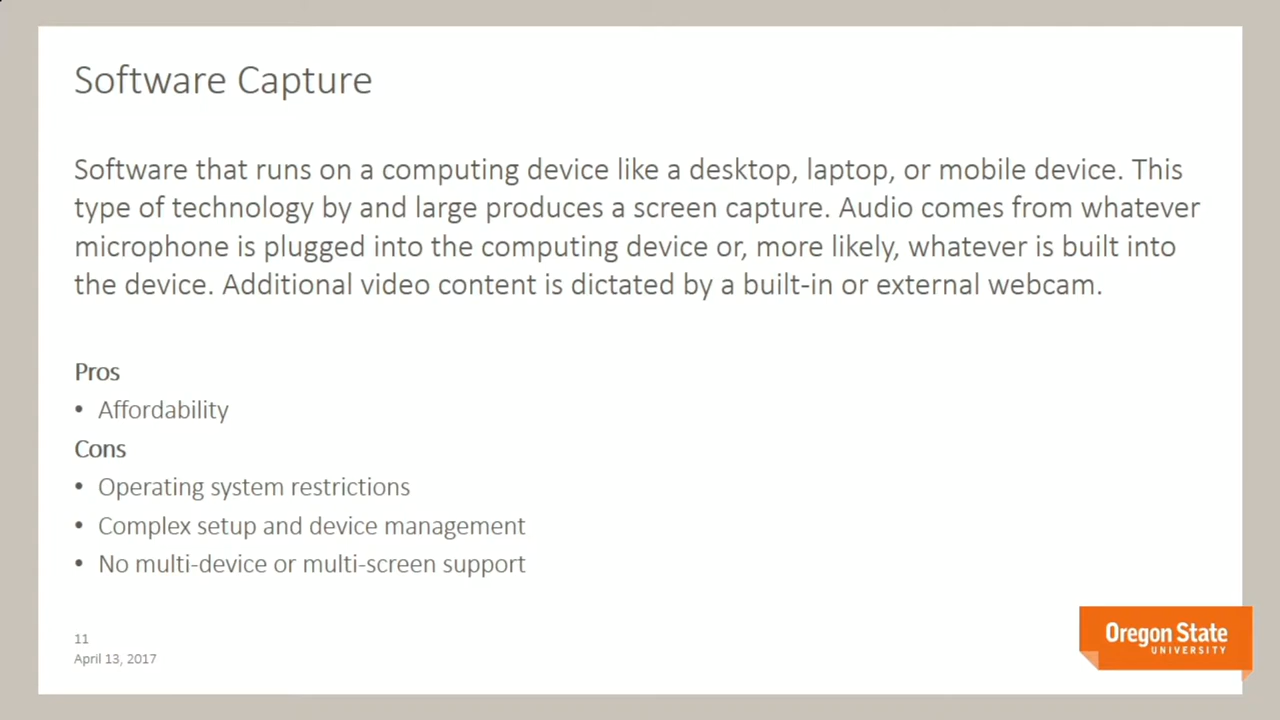 Software Capture
Software that runs on a computing device like a desktop, laptop, or mobile device. This
type of technology by and large produces a screen capture. Audio comes from whatever
microphone is plugged into the computing device or, more likely, whatever is built into
the device. Additional video content is dictated by a built-in or external webcam.
Pros
• Affordability
Cons
• Operating system restrictions
• Complex setup and device management
• No multi-device or multi-screen support
11
April 13, 2017
Oregon State
UNIVERSITY